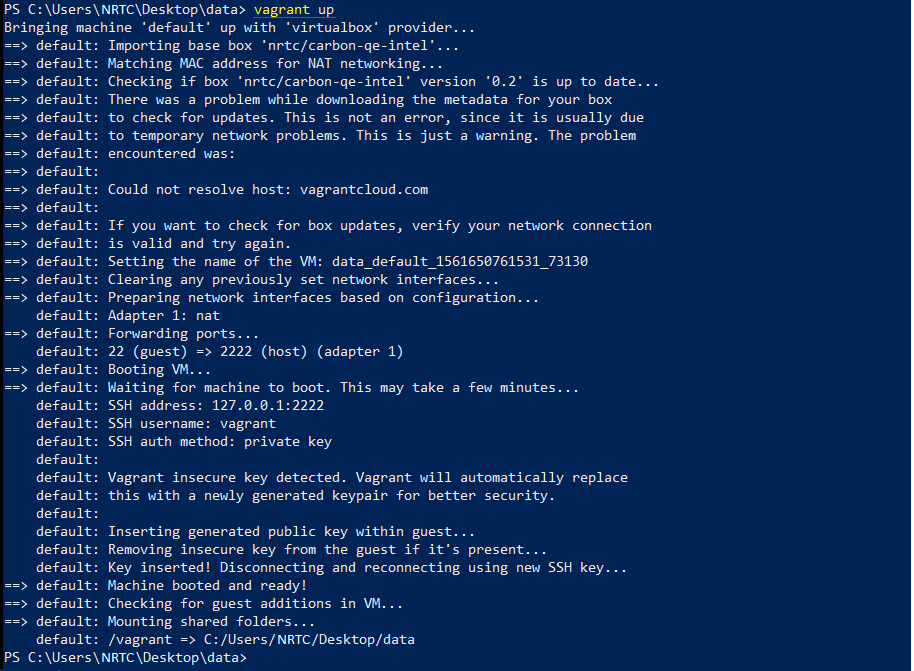 PS C:\Users\NRTC\Desktop\data> vagrant up
Bringing machine 'default' up with 'virtualbox' provider...
==> default: Importing base box 'nrtc/carbon-qe-intel'...
==> default: Matching MAC address for NAT networking...
==> default: Checking if box 'nrtc/carbon-qe-intel' version '0.2' is up to date...
==> default: There was a problem while downloading the metadata for your box
==> default: to check for updates. This is not an error, since it is usually due
==> default: to temporary network problems. This is just a warning. The problem
==> default: encountered was:
==> default:
==> default: Could not resolve host: vagrantcloud.com
==> default:
==> default: If you want to check for box updates, verify your network connection
==> default: is valid and try again.
==> default: Setting the name of the VM: data_default_1561650761531_73130
==> default: Clearing any previously set network interfaces...
==> default: Preparing network interfaces based on configuration...
    default: Adapter 1: nat
==> default: Forwarding ports...
    default: 22 (guest) => 2222 (host) (adapter 1)
==> default: Booting VM...
==> default: Waiting for machine to boot. This may take a few minutes...
    default: SSH address: 127.0.0.1:2222
    default: SSH username: vagrant
    default: SSH auth method: private key
    default:
    default: Vagrant insecure key detected. Vagrant will automatically replace
    default: this with a newly generated keypair for better security.
    default:
    default: Inserting generated public key within guest...
    default: Removing insecure key from the guest if it's present...
    default: Key inserted! Disconnecting and reconnecting using new SSH key...
==> default: Machine booted and ready!
==> default: Checking for guest additions in VM...
==> default: Mounting shared folders...
    default: /vagrant => C:/Users/NRTC/Desktop/data
PS C:\Users\NRTC\Desktop\data>